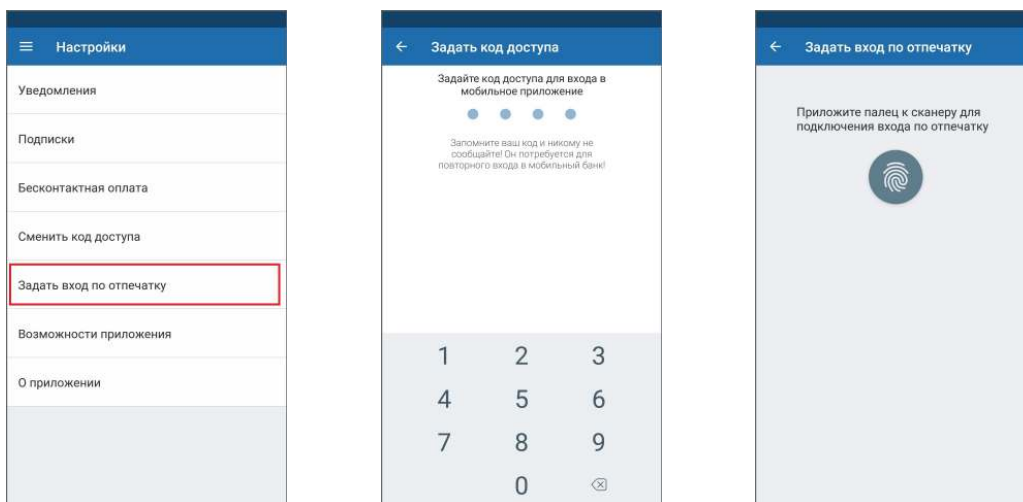 Настройки
Уведомления
Подписки
Бесконтактная оплата
Сменить код доступа
Задать вход по отпечатку
Возможности приложения
О приложении
Задать код доступа
Задайте код доступа для входа в
мобильное приложение
Запомните ваш код и никому не
сообщайте! Он потребуется для
повторного входа в мобильный банк!
1 2 3
4 5 6
7 8 9
0
Задать вход по отпечатку
Приложите палец к сканеру для
подключения входа по отпечатку